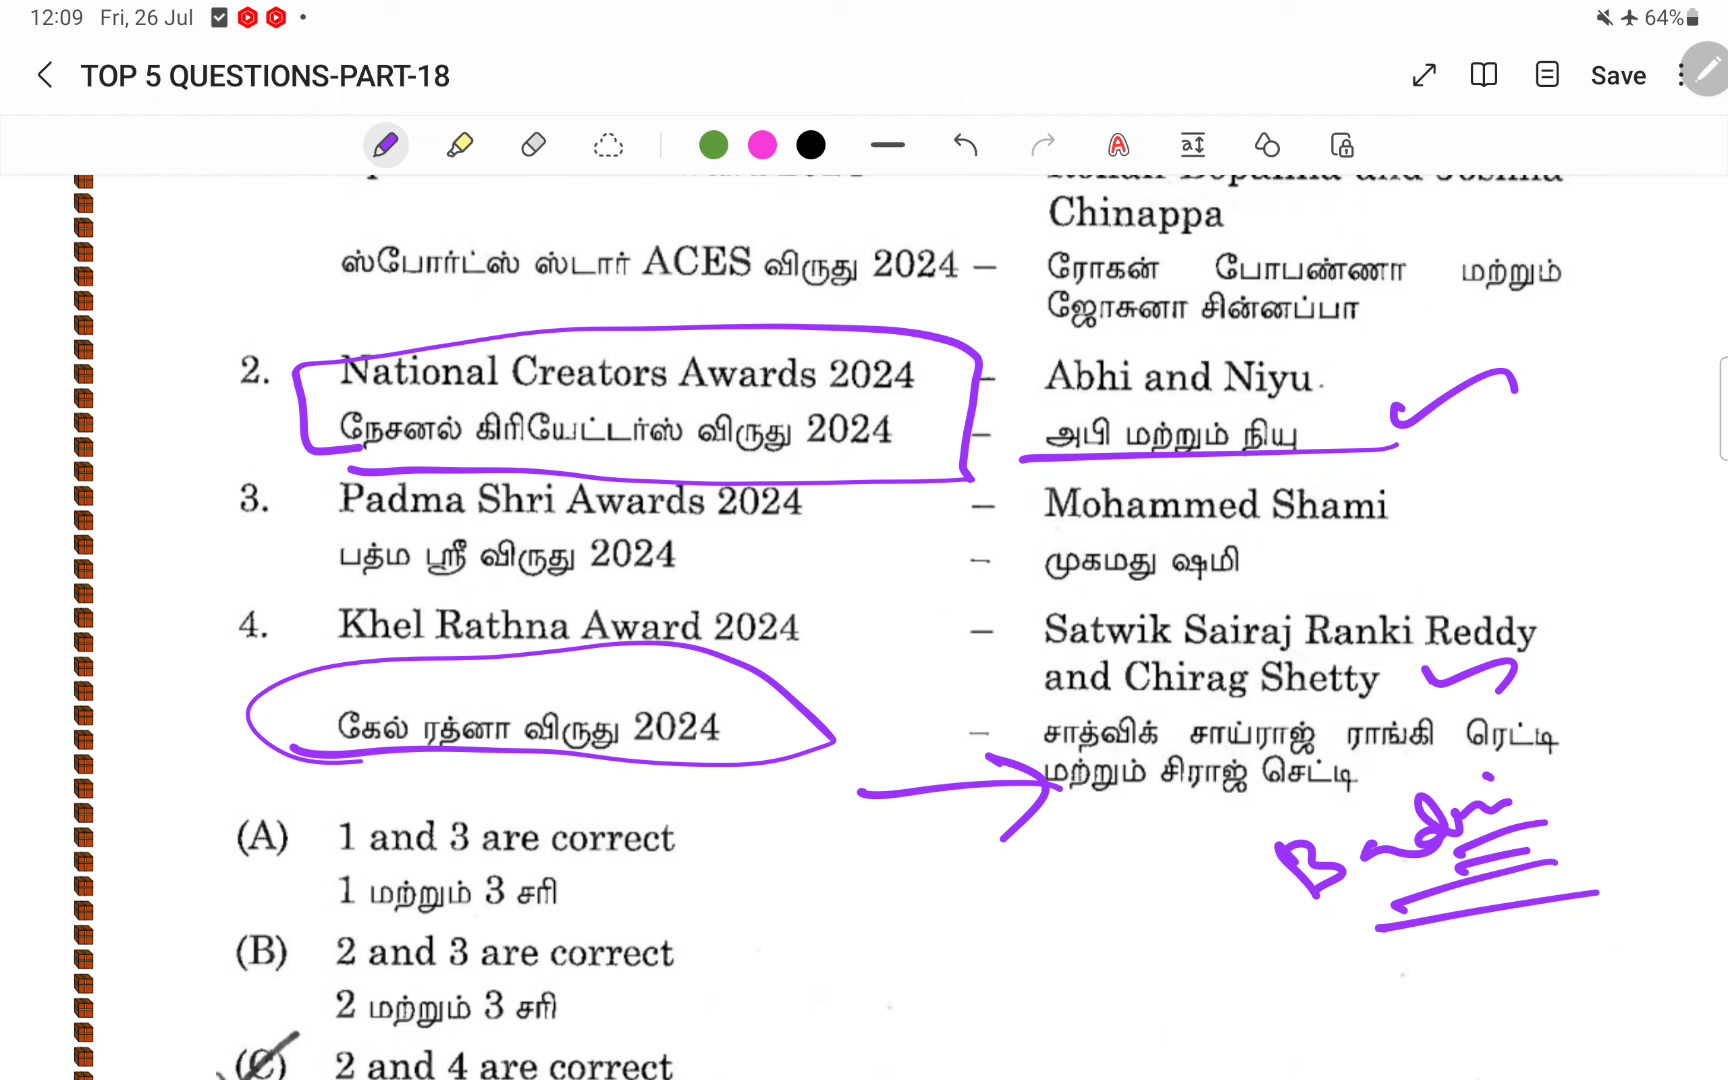 12:09 Fri, 26 Jul
64%
TOP 5 QUESTIONS-PART-18
Save
Chinappa
ஸ்போர்ட்ஸ் ஸ்டார் ACES விருது 2024 – ரோகன் போபண்ணா மற்றும்
ஜோசுனா சின்னப்பா
2. National Creators Awards 2024 – Abhi and Niyu
நேசனல் கிரியேட்டர்ஸ் விருது 2024 – அபி மற்றும் நியு
3. Padma Shri Awards 2024 – Mohammed Shami
பத்ம ஸ்ரீ விருது 2024 – முகமது ஷமி
4. Khel Rathna Award 2024 – Satwik Sairaj Ranki Reddy
and Chirag Shetty
கேல் ரத்னா விருது 2024 – சாத்விக் சாய்ராஜ் ராங்கி ரெட்டி
மற்றும் சிராஜ் செட்டி
(A) 1 and 3 are correct
1 மற்றும் 3 சரி
(B) 2 and 3 are correct
2 மற்றும் 3 சரி
(C) 2 and 4 are correct